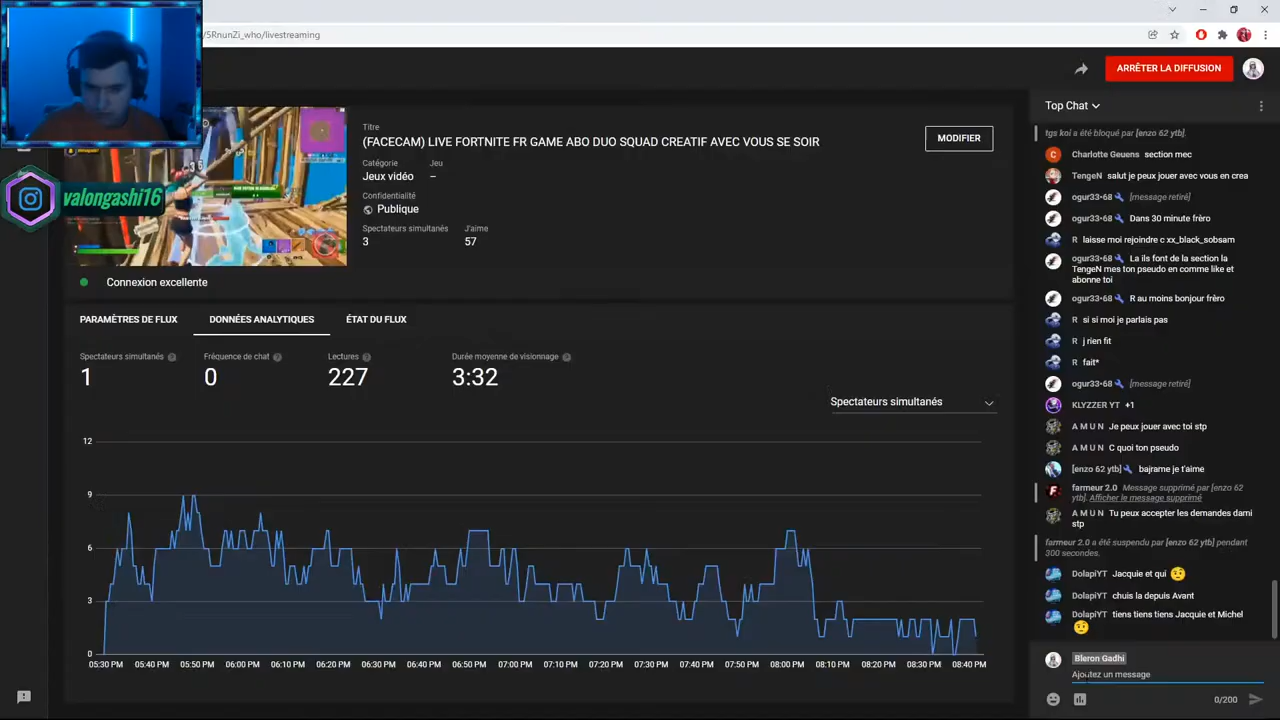 /5RnunZi_who/livestreaming
ARRÊTER LA DIFFUSION
valongashi16
Titre
(FACECAM) LIVE FORTNITE FR GAME ABO DUO SQUAD CREATIF AVEC VOUS SE SOIR
MODIFIER
Catégorie Jeu
Jeux vidéo –
Confidentialité
Publique
Spectateurs simultanés J'aime
3 57
Connexion excellente
PARAMÈTRES DE FLUX DONNÉES ANALYTIQUES ÉTAT DU FLUX
Spectateurs simultanés Fréquence de chat Lectures Durée moyenne de visionnage
1 0 227 3:32
Spectateurs simultanés
12
9
6
3
0
05:30 PM 05:40 PM 05:50 PM 06:00 PM 06:10 PM 06:20 PM 06:30 PM 06:40 PM 06:50 PM 07:00 PM 07:10 PM 07:20 PM 07:30 PM 07:40 PM 07:50 PM 08:00 PM 08:10 PM 08:20 PM 08:30 PM 08:40 PM
Top Chat
tgs koi a été bloqué par [enzo 62 ytb].
Charlotte Geuens section mec
TengeN salut je peux jouer avec vous en crea
ogur33-68 [message retiré]
ogur33-68 Dans 30 minute frèro
R laisse moi rejoindre c xx_black_sobsam
ogur33-68 La ils font de la section la
TengeN mes ton pseudo en comme like et
abonne toi
ogur33-68 R au moins bonjour frèro
R si si moi je parlais pas
R j rien fit
R fait*
ogur33-68 [message retiré]
KLYZZER YT +1
A M U N Je peux jouer avec toi stp
A M U N C quoi ton pseudo
[enzo 62 ytb] bajrame je t'aime
farmeur 2.0 Message supprimé par [enzo 62
ytb]. Afficher le message supprimé
A M U N Tu peux accepter les demandes dami
stp
farmeur 2.0 a été suspendu par [enzo 62 ytb] pendant
300 secondes.
DolapiYT Jacquie et qui
DolapiYT chuis la depuis Avant
DolapiYT tiens tiens tiens Jacquie et Michel
Bleron Gadhi
Ajoutez un message
0/200